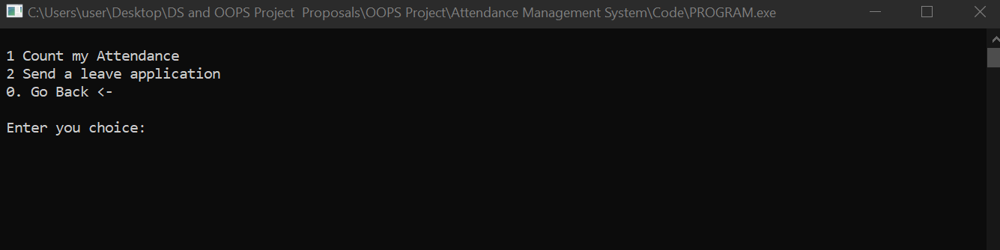 C:\Users\user\Desktop\DS and OOPS Project  Proposals\OOPS Project\Attendance Management System\Code\PROGRAM.exe
1 Count my Attendance
2 Send a leave application
0. Go Back <-
Enter you choice: